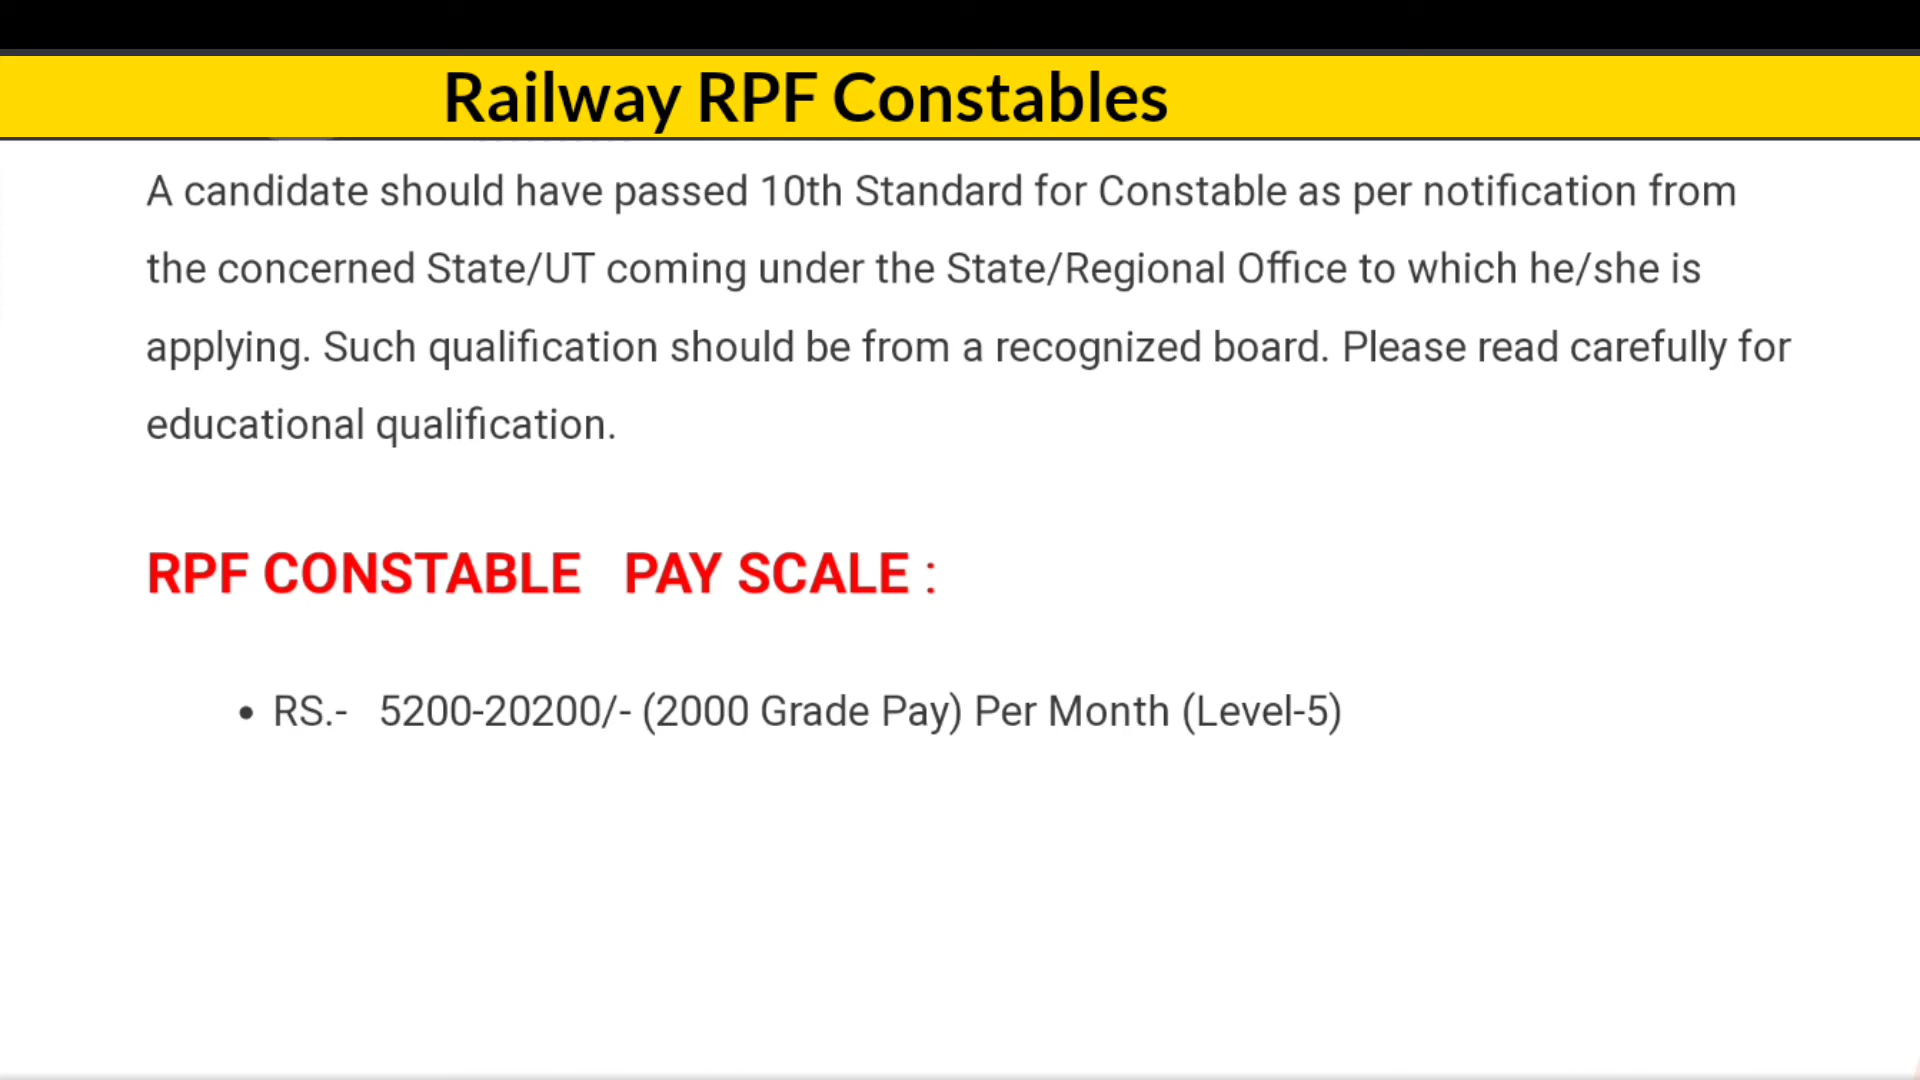 Railway RPF Constables
A candidate should have passed 10th Standard for Constable as per notification from
the concerned State/UT coming under the State/Regional Office to which he/she is
applying. Such qualification should be from a recognized board. Please read carefully for
educational qualification.
RPF CONSTABLE   PAY SCALE :
• RS.-   5200-20200/- (2000 Grade Pay) Per Month (Level-5)